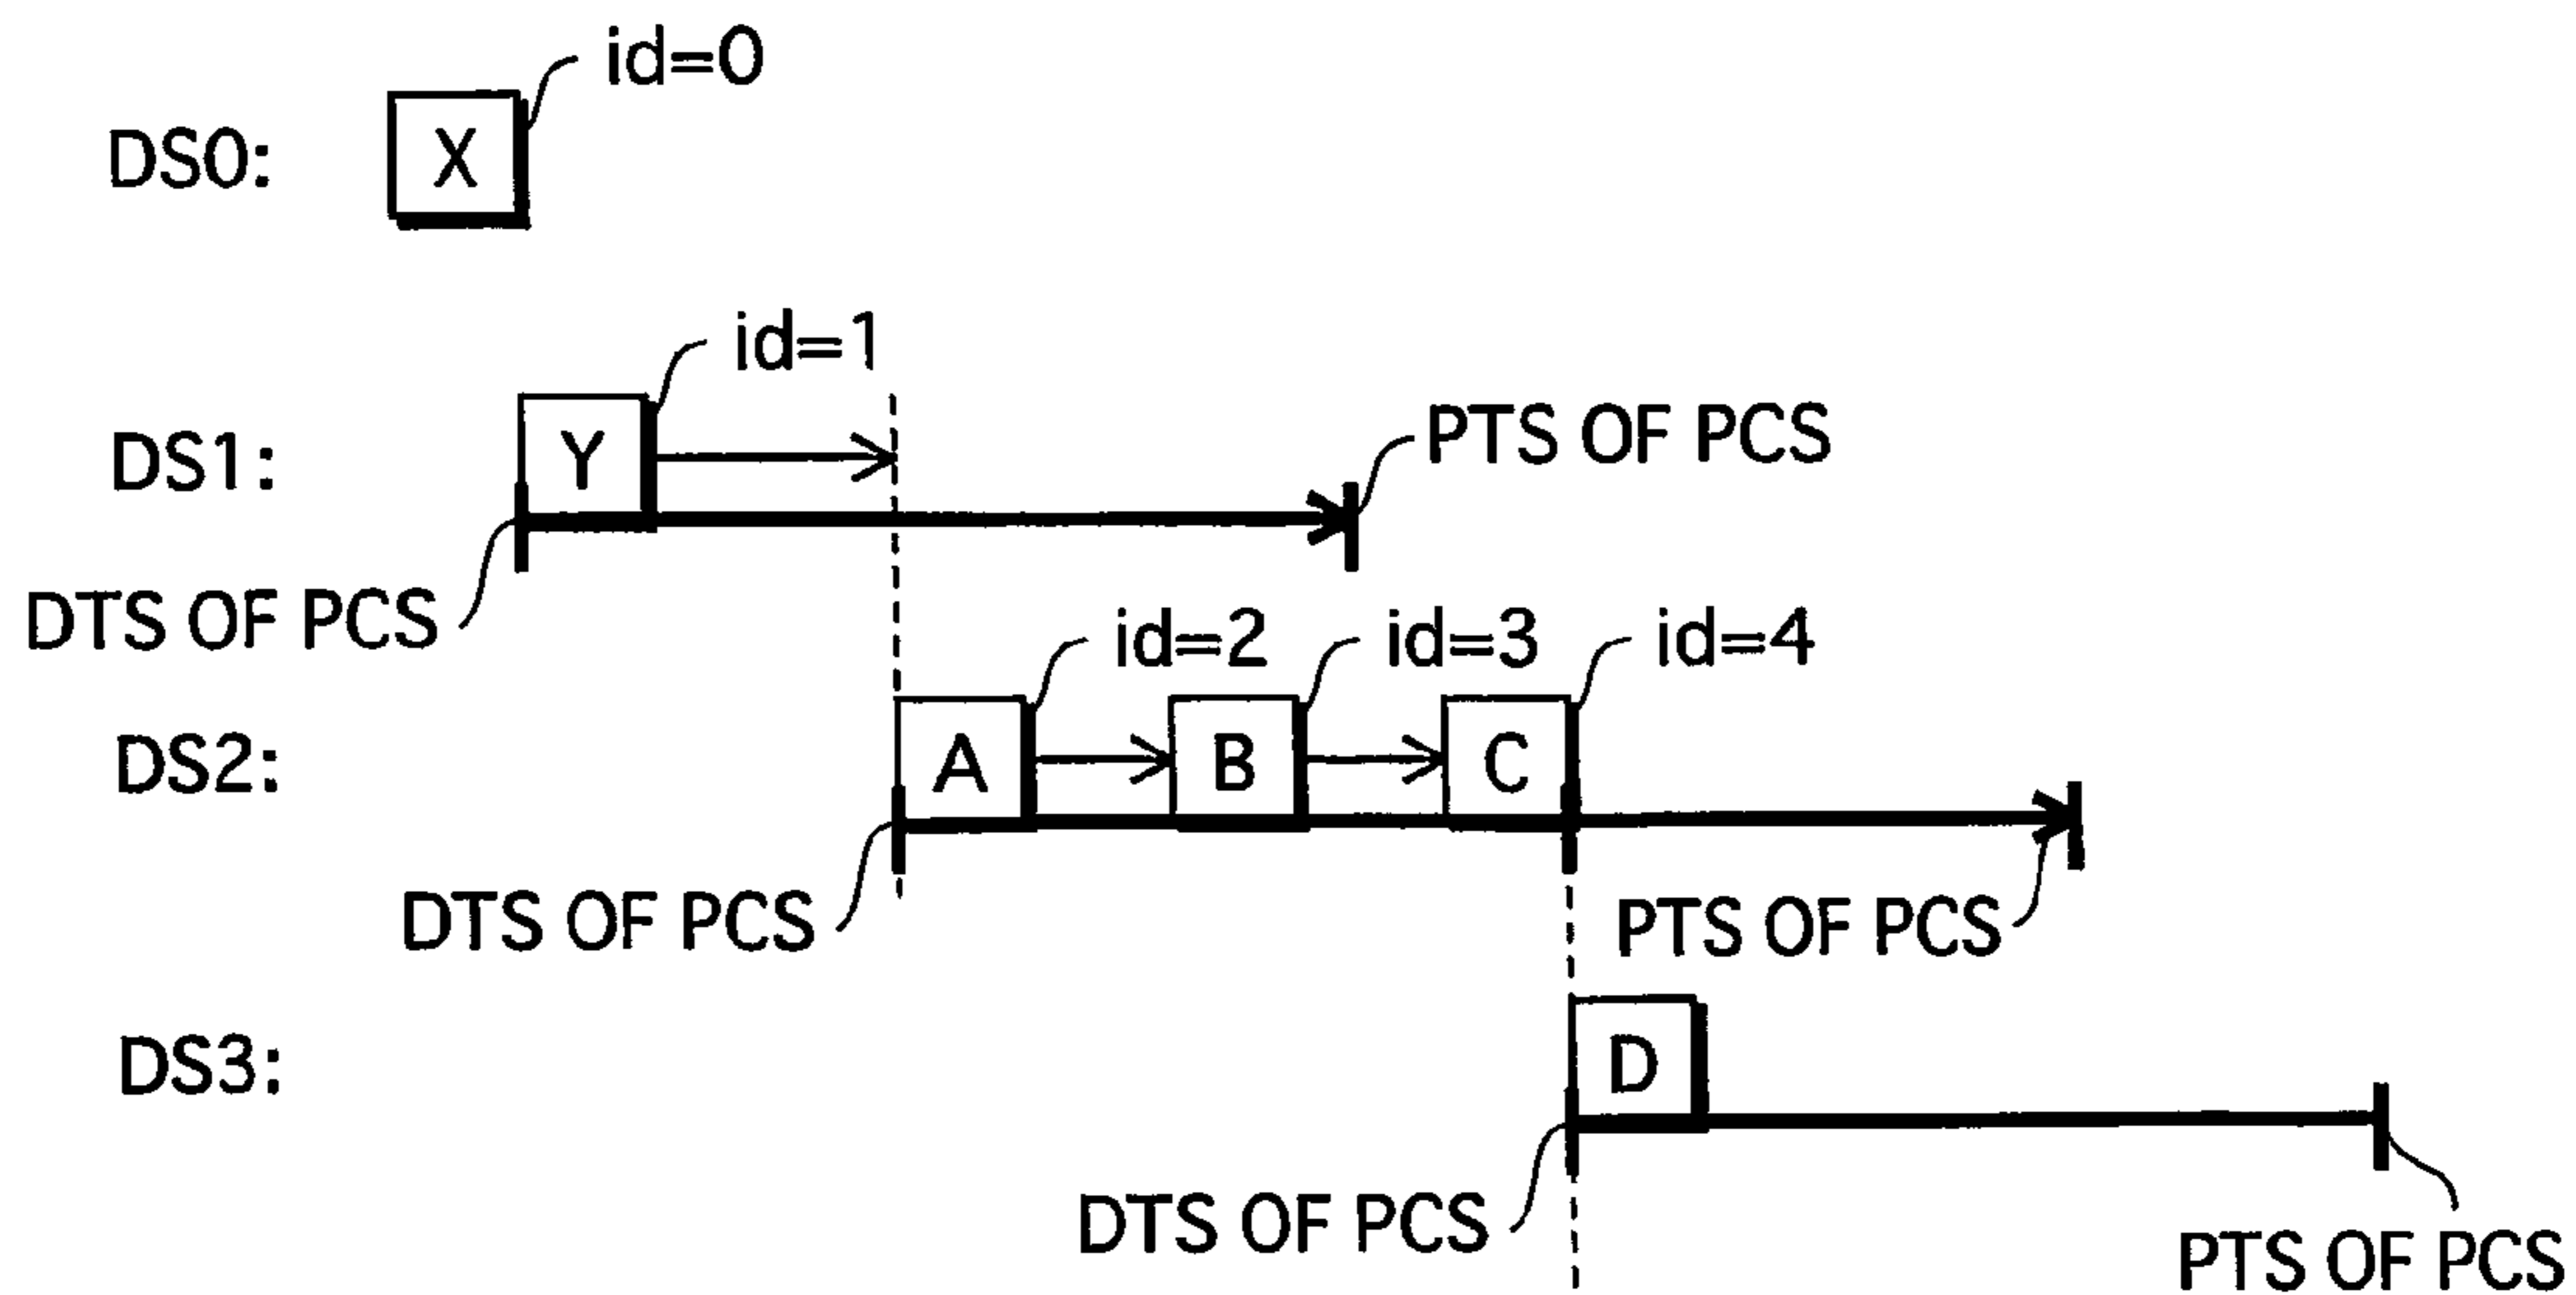 id=0
DS0: X
id=1
DS1: Y PTS OF PCS
DTS OF PCS
id=2 id=3 id=4
DS2: A B C
DTS OF PCS PTS OF PCS
DS3: D
DTS OF PCS
PTS OF PCS